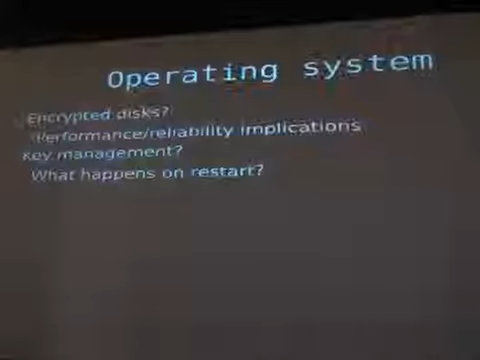 Operating system
Encrypted disks?
Performance/reliability implications
Key management?
What happens on restart?